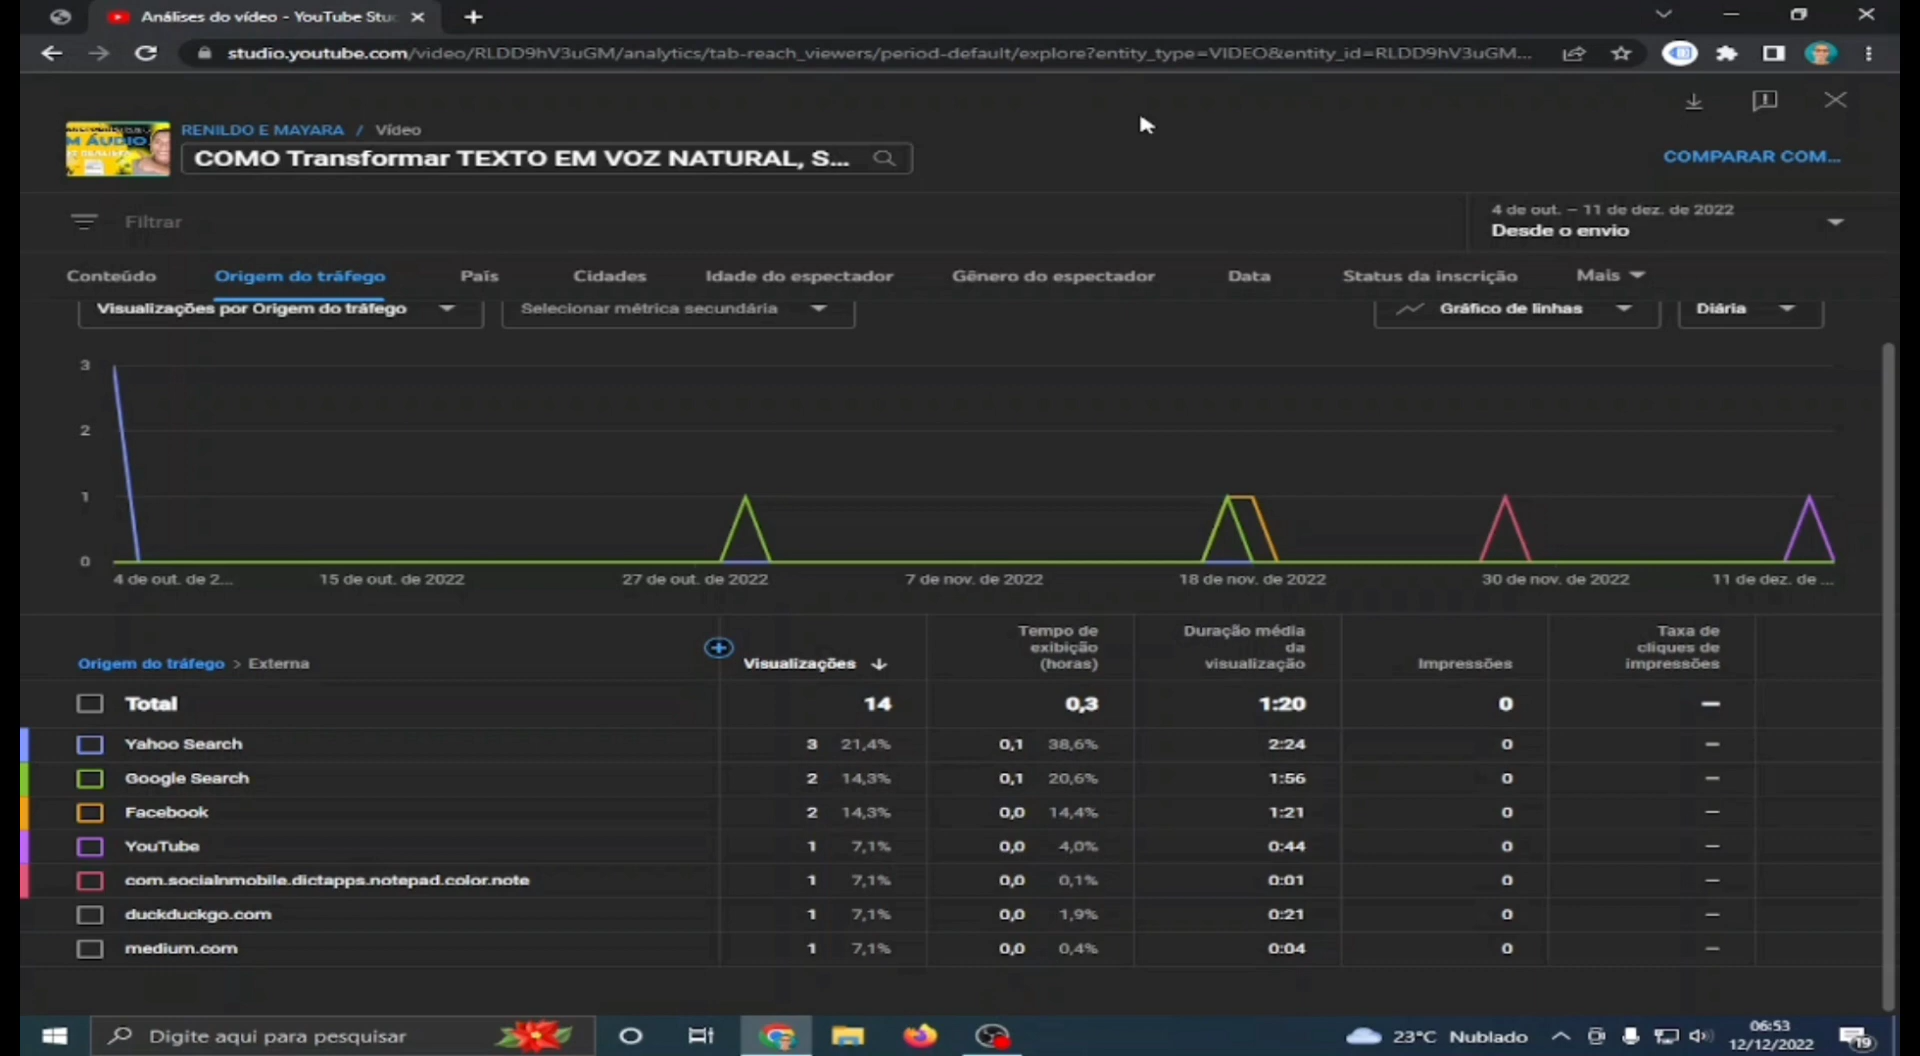 Análises do vídeo - YouTube Stu
studio.youtube.com/video/RLDD9hV3uGM/analytics/tab-reach_viewers/period-default/explore?entity_type=VIDEO&entity_id=RLDD9hV3uGM...
M ÁUDIO
RENILDO E MAYARA / Vídeo
COMO Transformar TEXTO EM VOZ NATURAL, S...
COMPARAR COM...
Filtrar
4 de out. – 11 de dez. de 2022
Desde o envio
Conteúdo Origem do tráfego País Cidades Idade do espectador Gênero do espectador Data Status da inscrição Mais
Visualizações por Origem do tráfego Selecionar métrica secundária Gráfico de linhas Diária
3
2
1
0
4 de out. de 2... 15 de out. de 2022 27 de out. de 2022 7 de nov. de 2022 18 de nov. de 2022 30 de nov. de 2022 11 de dez. de ...
Origem do tráfego > Externa Visualizações Tempo de exibição (horas) Duração média da visualização Impressões Taxa de cliques de impressões
Total 14 0,3 1:20 0 —
Yahoo Search 3 21,4% 0,1 38,6% 2:24 0 —
Google Search 2 14,3% 0,1 20,6% 1:56 0 —
Facebook 2 14,3% 0,0 14,4% 1:21 0 —
YouTube 1 7,1% 0,0 4,0% 0:44 0 —
com.socialnmobile.dictapps.notepad.color.note 1 7,1% 0,0 0,1% 0:01 0 —
duckduckgo.com 1 7,1% 0,0 1,9% 0:21 0 —
medium.com 1 7,1% 0,0 0,4% 0:04 0 —
Digite aqui para pesquisar 23°C Nublado 06:53
12/12/2022 19